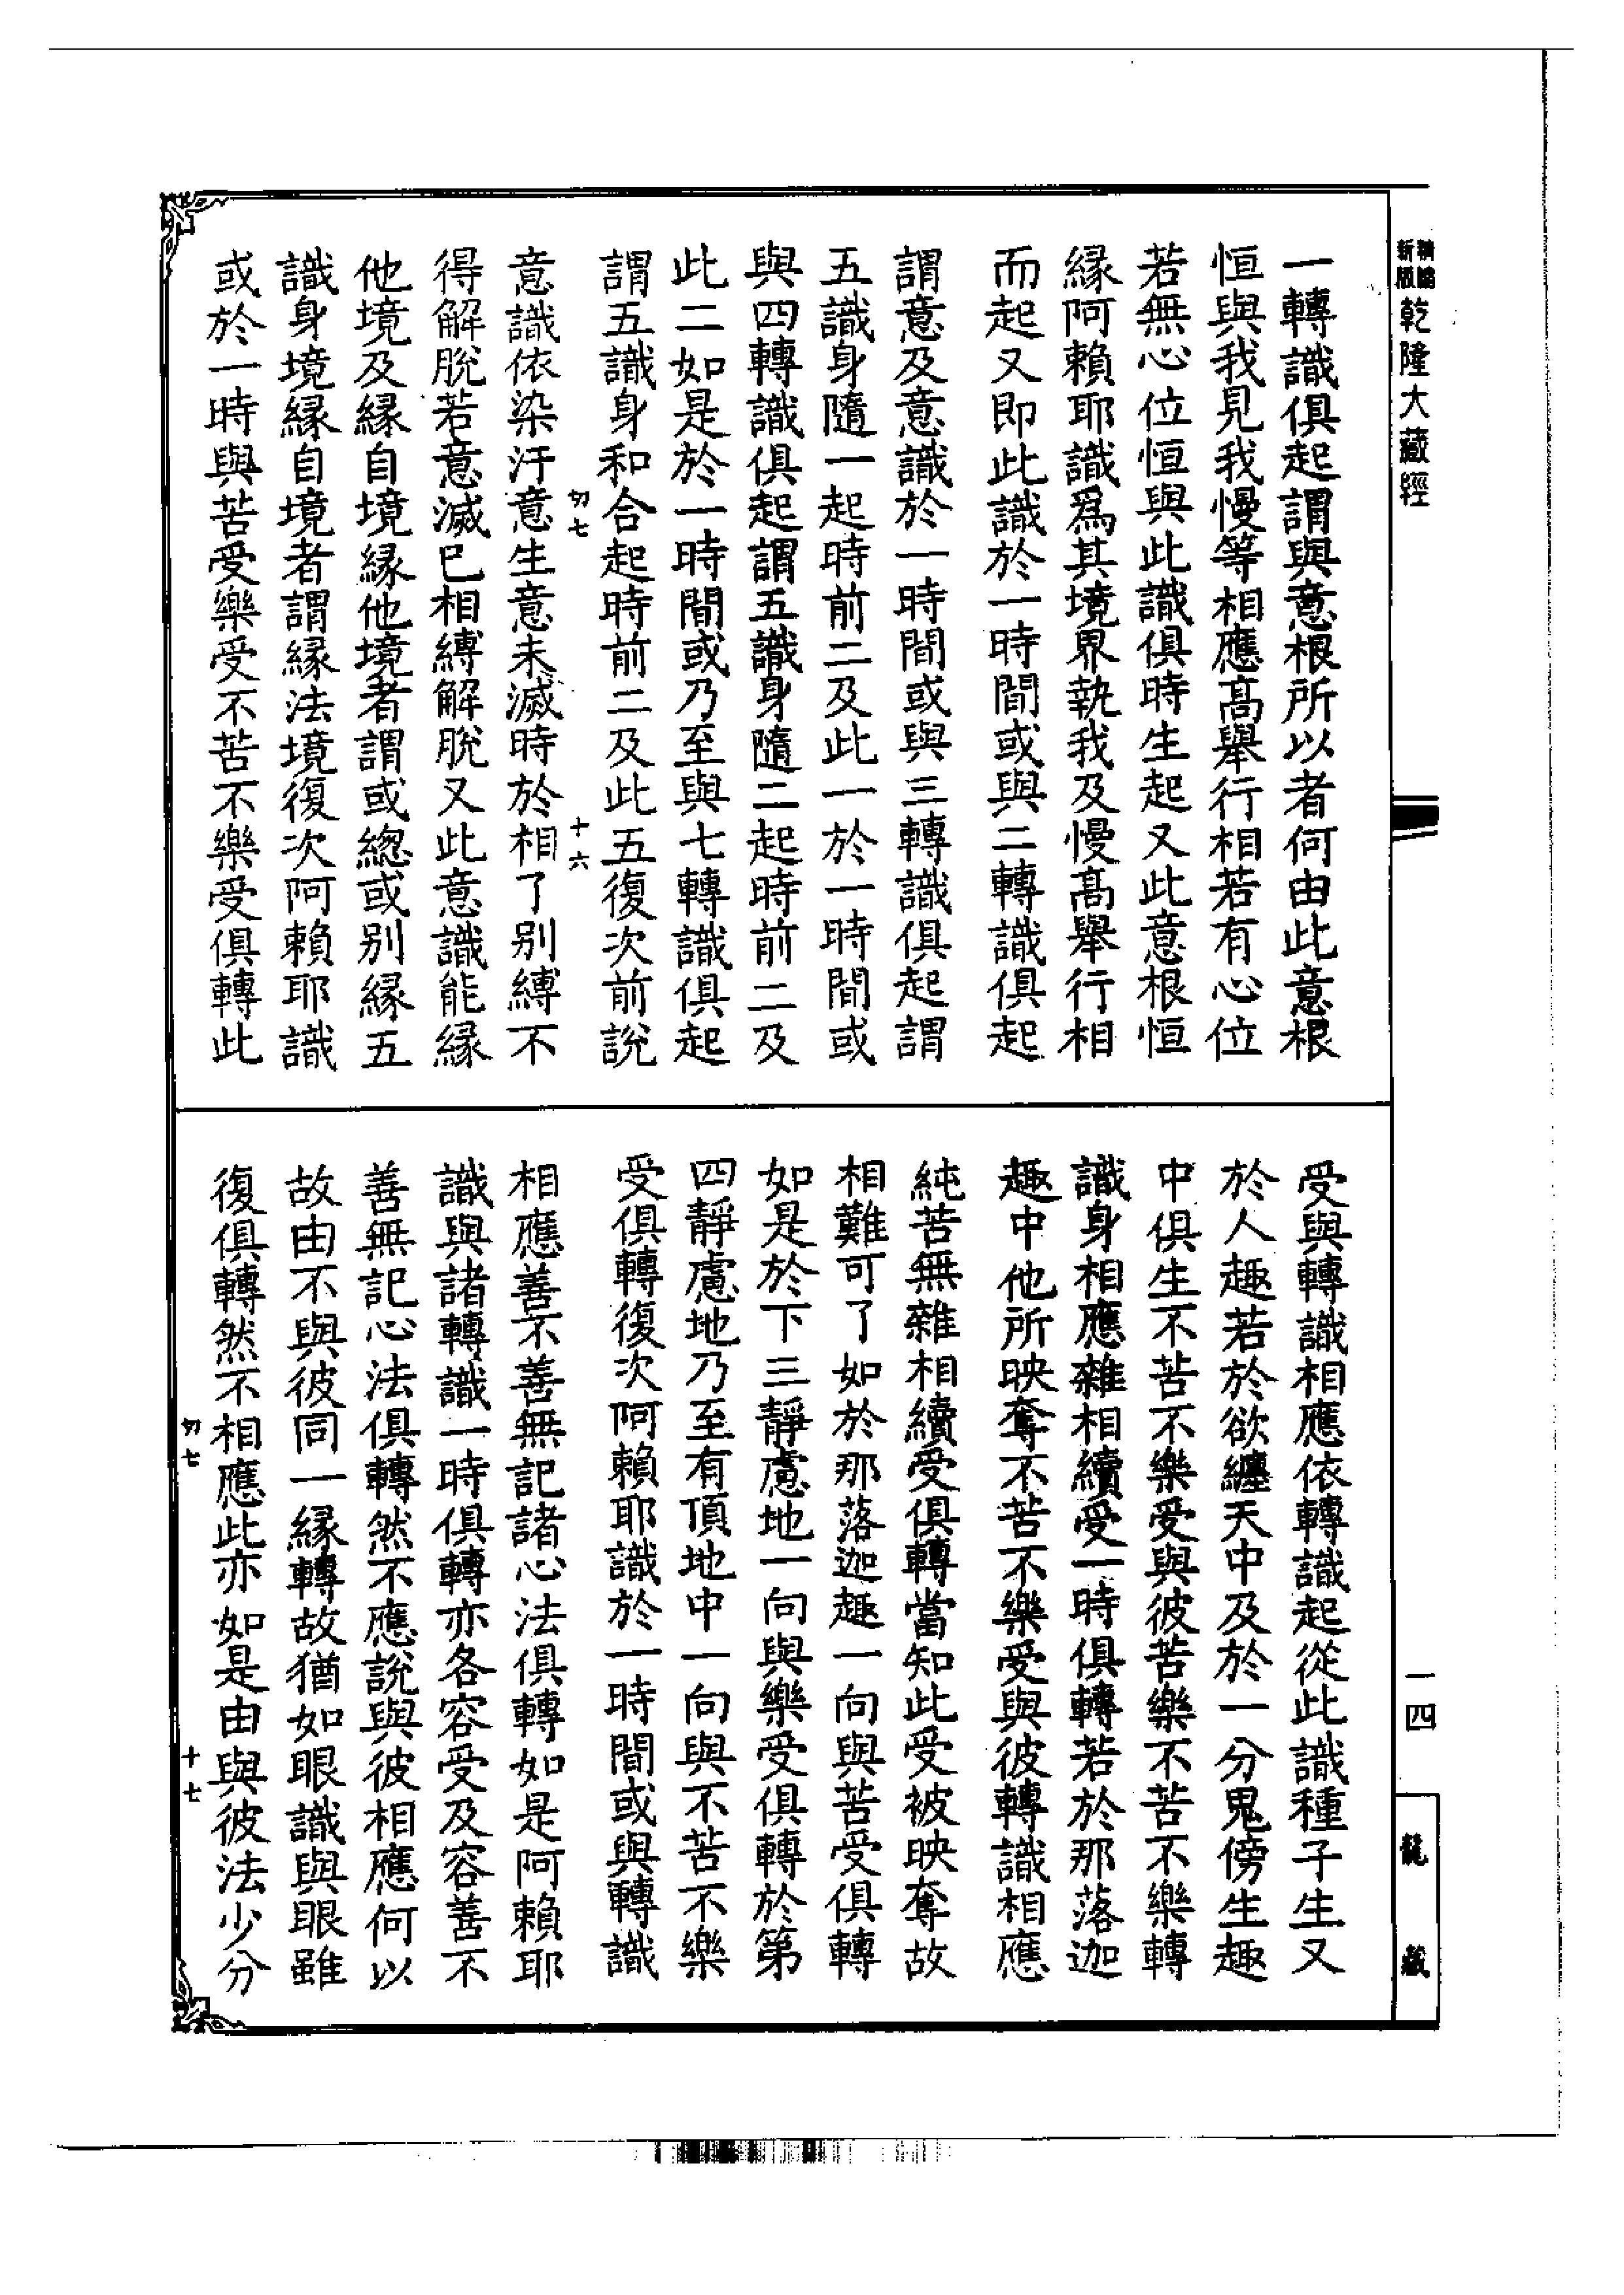 精編新版
乾隆大藏經
一四
龍藏
一轉識俱起謂與意根所以者何由此意根
恒與我見我慢等相應高舉行相若有心位
若無心位恒與此識俱時生起又此意根恒
緣阿賴耶識爲其境界執我及慢高舉行相
而起又即此識於一時間或與二轉識俱起
謂意及意識於一時間或與三轉識俱起謂
五識身隨一起時前二及此一於一時間或
與四轉識俱起謂五識身隨二起時前二及
此二如是於一時間或乃至與七轉識俱起
謂五識身和合起時前二及此五復次前說
切七
十六
意識依染汙意生意未滅時於相了別縛不
得解脫若意滅已相縛解脫又此意識能緣
他境及緣自境緣他境者謂或緫或別緣五
識身境緣自境者謂緣法境復次阿賴耶識
或於一時與苦受樂受不苦不樂受俱轉此
受與轉識相應依轉識起從此識種子生又
於人趣若於欲纏天中及於一分鬼傍生趣
中俱生不苦不樂受與彼苦樂不苦不樂轉
識身相應雜相續受一時俱轉若於那落迦
趣中他所映奪不苦不樂受與彼轉識相應
純苦無雜相續受俱轉當知此受被映奪故
相難可了如於那落迦趣一向與苦受俱轉
如是於下三靜慮地一向與樂受俱轉於第
四靜慮地乃至有頂地中一向與不苦不樂
受俱轉復次阿賴耶識於一時間或與轉識
相應善不善無記諸心法俱轉如是阿賴耶
識與諸轉識一時俱轉亦各容受及容善不
善無記心法俱轉然不應說與彼相應何以
故由不與彼同一緣轉故猶如眼識與眼雖
復俱轉然不相應此亦如是由與彼法少分
切七
十七